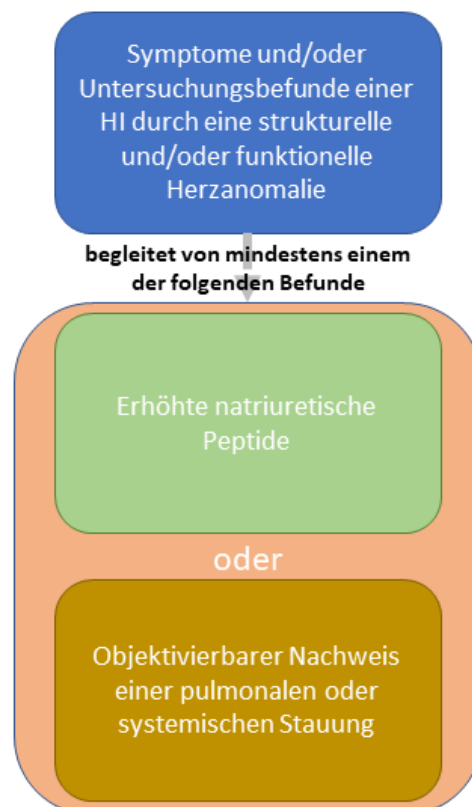 Symptome und/oder
Untersuchungsbefunde einer
HI durch eine strukturelle
und/oder funktionelle
Herzanomalie
begleitet von mindestens einem
der folgenden Befunde
Erhöhte natriuretische
Peptide
oder
Objektivierbarer Nachweis
einer pulmonalen oder
systemischen Stauung